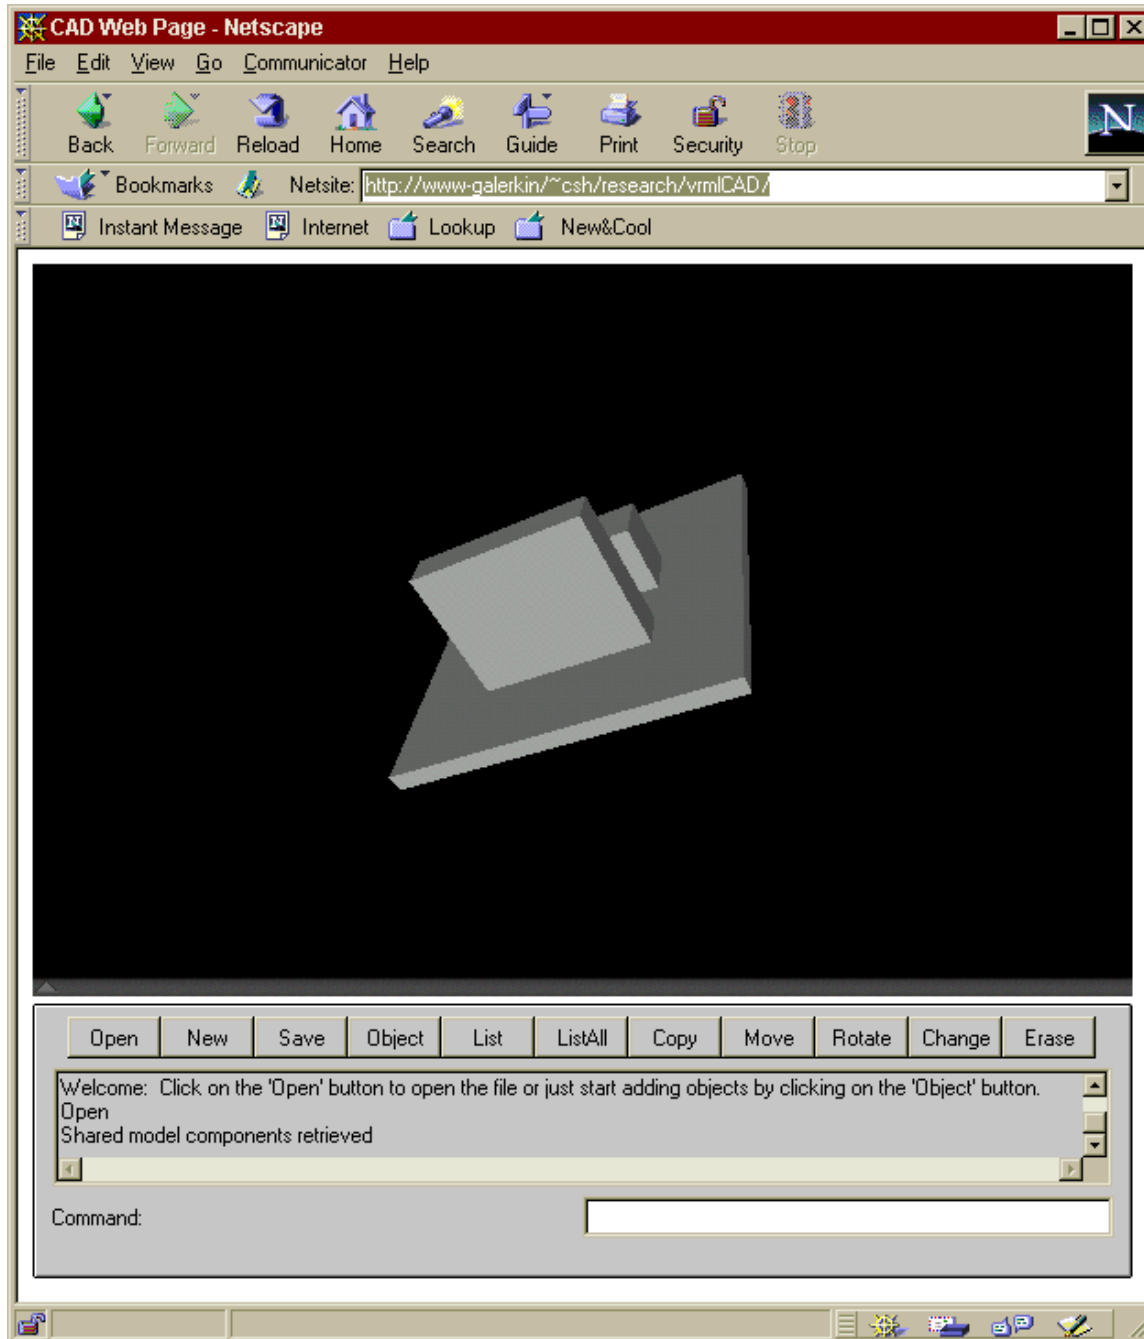 CAD Web Page - Netscape
File Edit View Go Communicator Help
Back Forward Reload Home Search Guide Print Security Stop
N
Bookmarks Netsite: http://www-galerkin/~csh/research/vrmlCAD/
Instant Message Internet Lookup New&Cool
Open New Save Object List ListAll Copy Move Rotate Change Erase
Welcome: Click on the 'Open' button to open the file or just start adding objects by clicking on the 'Object' button.
Open
Shared model components retrieved
Command: